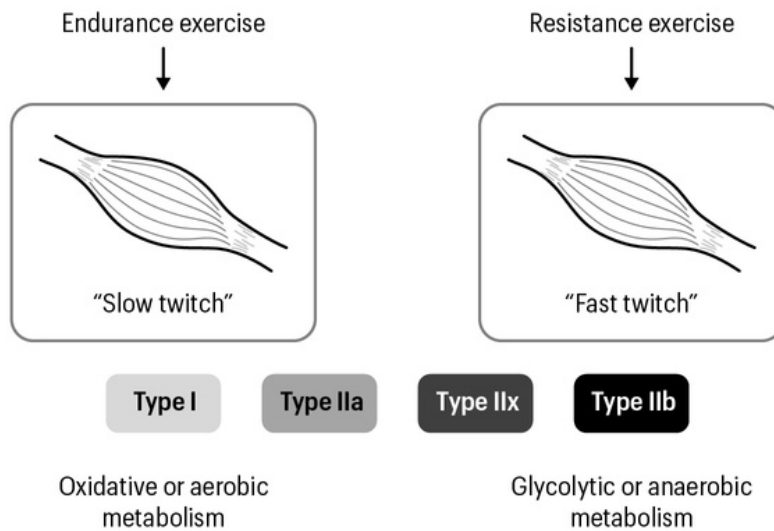 Endurance exercise
Resistance exercise
“Slow twitch”
“Fast twitch”
Type I
Type IIa
Type IIx
Type IIb
Oxidative or aerobic
metabolism
Glycolytic or anaerobic
metabolism